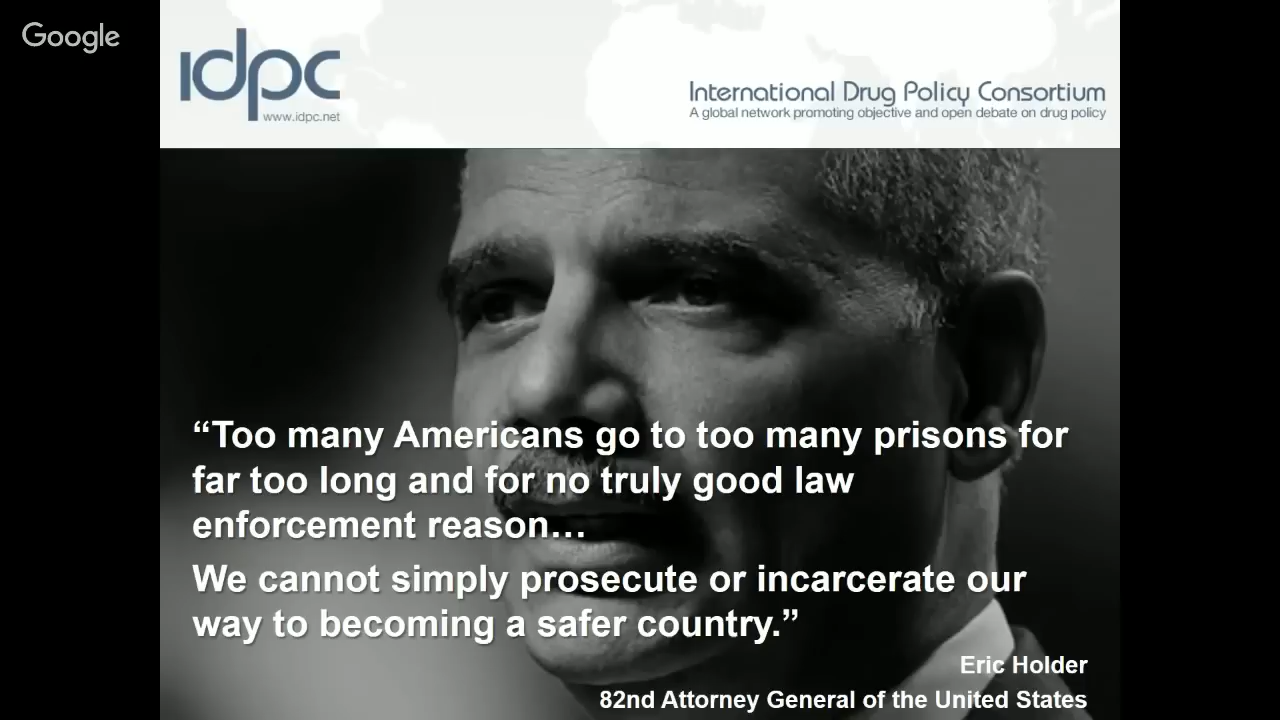 Google
idpc
www.idpc.net
International Drug Policy Consortium
A global network promoting objective and open debate on drug policy
“Too many Americans go to too many prisons for
far too long and for no truly good law
enforcement reason…
We cannot simply prosecute or incarcerate our
way to becoming a safer country.”
Eric Holder
82nd Attorney General of the United States